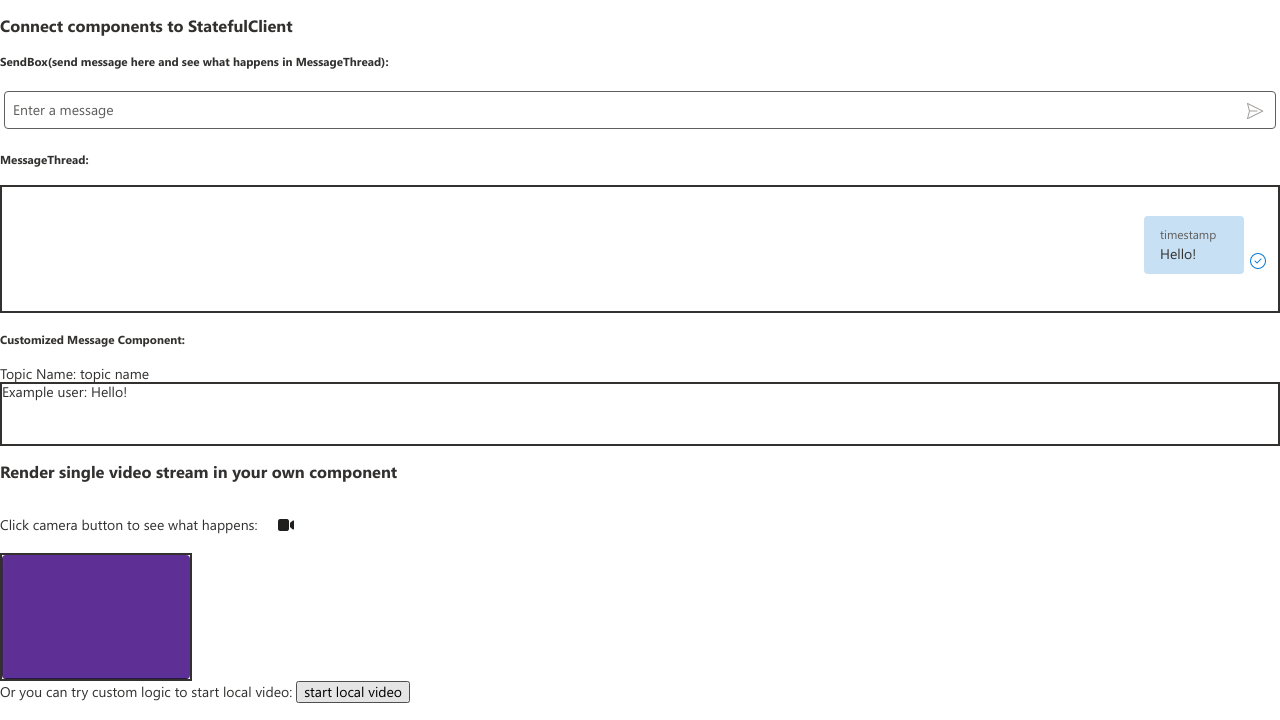 Connect components to StatefulClient
SendBox(send message here and see what happens in MessageThread):
Enter a message
MessageThread:
timestamp
Hello!
Customized Message Component:
Topic Name: topic name
Example user: Hello!
Render single video stream in your own component
Click camera button to see what happens:
Or you can try custom logic to start local video: start local video